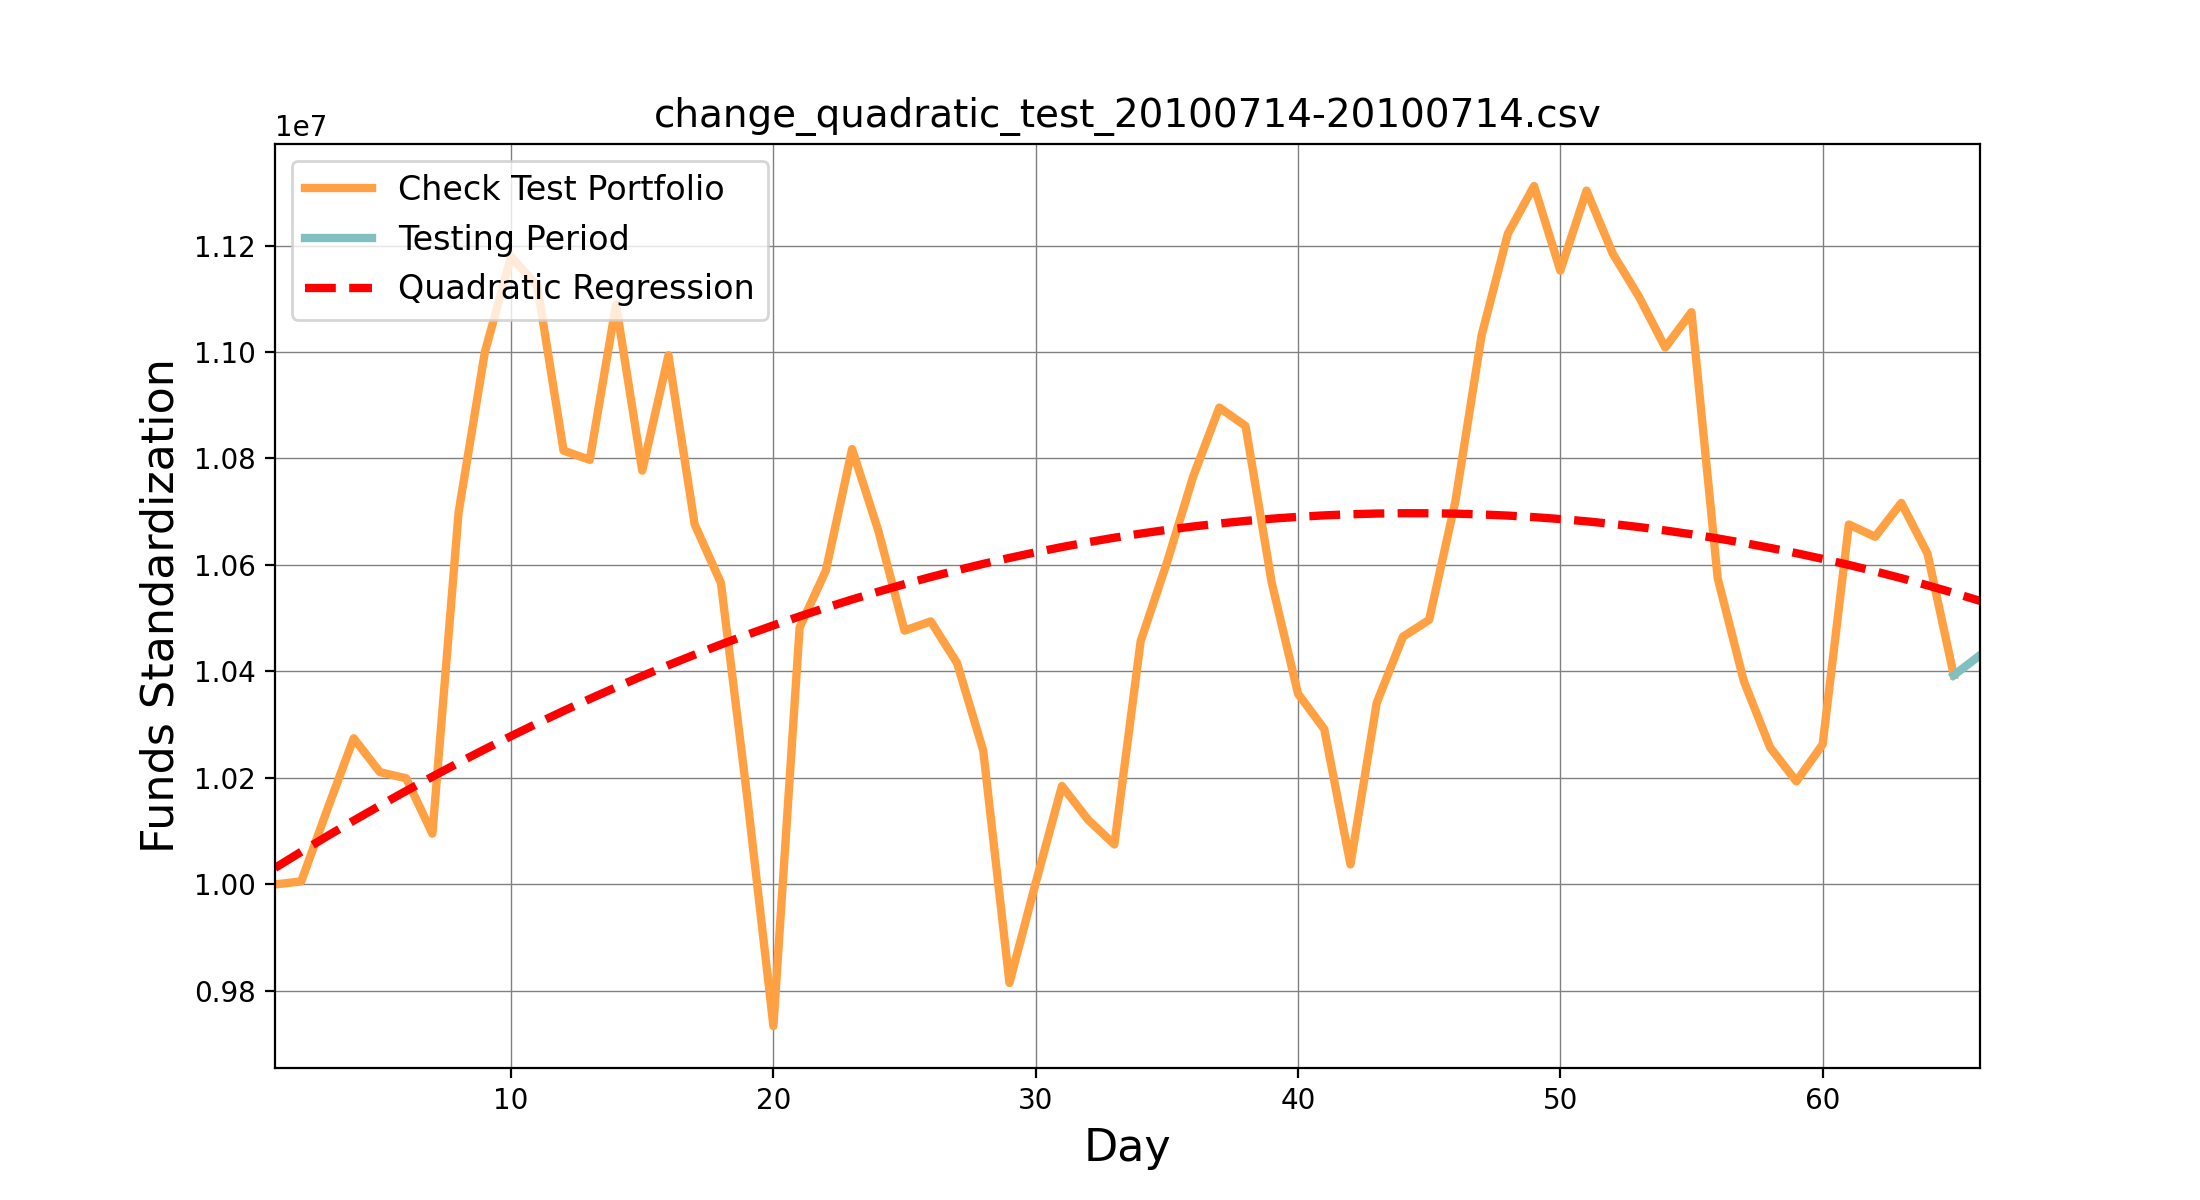 change_quadratic_test_20100714-20100714.csv
1e7
Check Test Portfolio
Testing Period
Quadratic Regression
Funds Standardization
1.12
1.10
1.08
1.06
1.04
1.02
1.00
0.98
10 20 30 40 50 60
Day